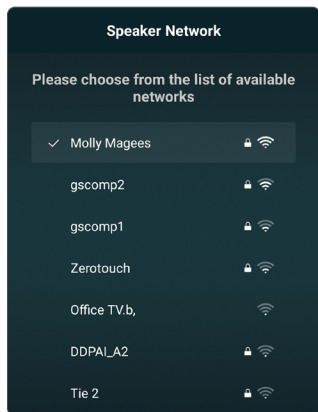 Speaker Network
Please choose from the list of available
networks
Molly Magees
gscomp2
gscomp1
Zerotouch
Office TV.b,
DDPAI_A2
Tie 2